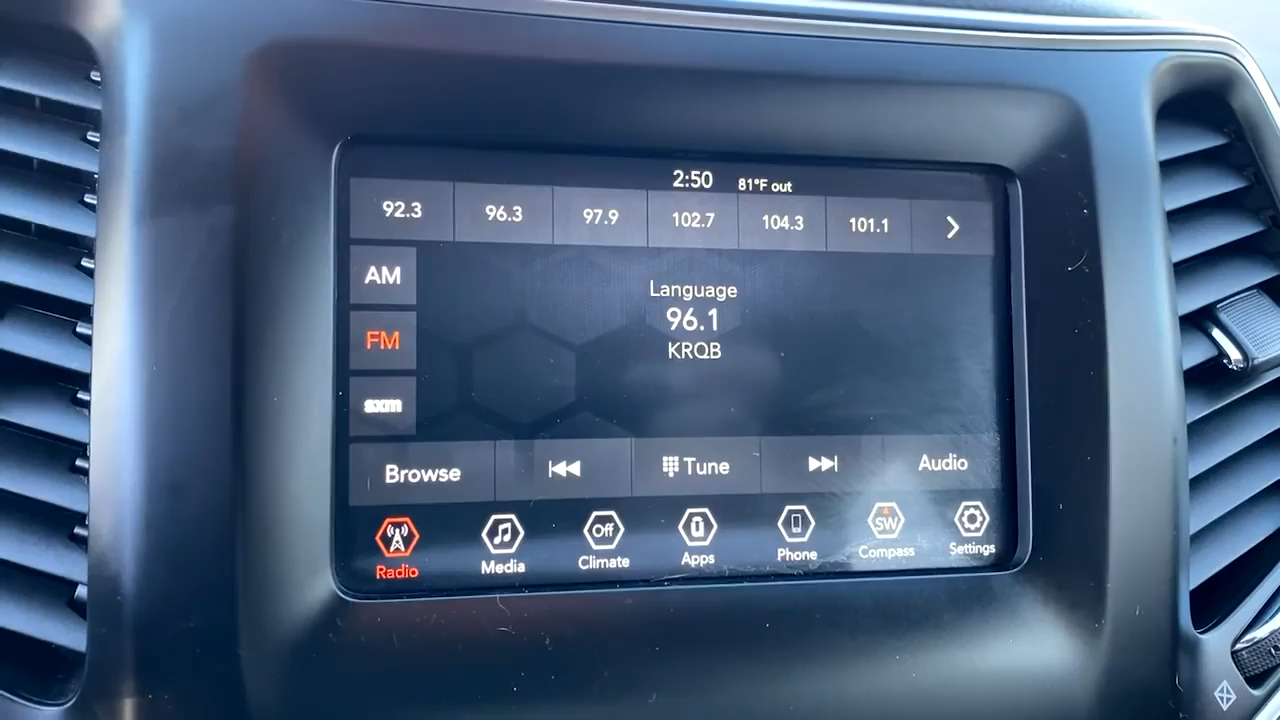 2:50 81°F out
92.3 96.3 97.9 102.7 104.3 101.1
AM
Language
96.1
FM
KRQB
sxm
Browse Tune Audio
Off SW
Radio Media Climate Apps Phone Compass Settings